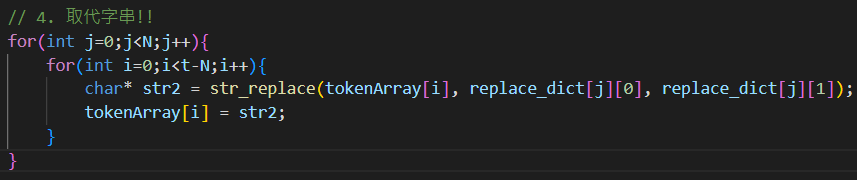 // 4. 取代字串!!
for(int j=0;j<N;j++){
    for(int i=0;i<t-N;i++){
        char* str2 = str_replace(tokenArray[i], replace_dict[j][0], replace_dict[j][1]);
        tokenArray[i] = str2;
    }
}